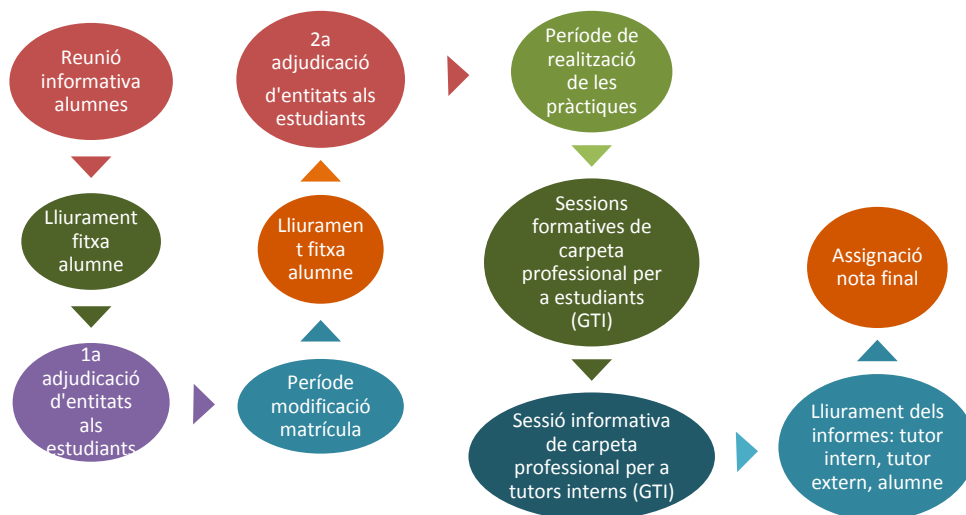 Reunió
informativa
alumnes
Lliurament
fitxa
alumne
1a
adjudicació
d'entitats
als
estudiants
Període
modificació
matrícula
Lliuramen
t fitxa
alumne
2a
adjudicació
d'entitats als
estudiants
Període de
realització
de les
pràctiques
Sessions
formatives de
carpeta
professional per
a estudiants
(GTI)
Sessió informativa
de carpeta
professional per a
tutors interns (GTI)
Lliurament dels
informes: tutor
intern, tutor
extern, alumne
Assignació
nota final